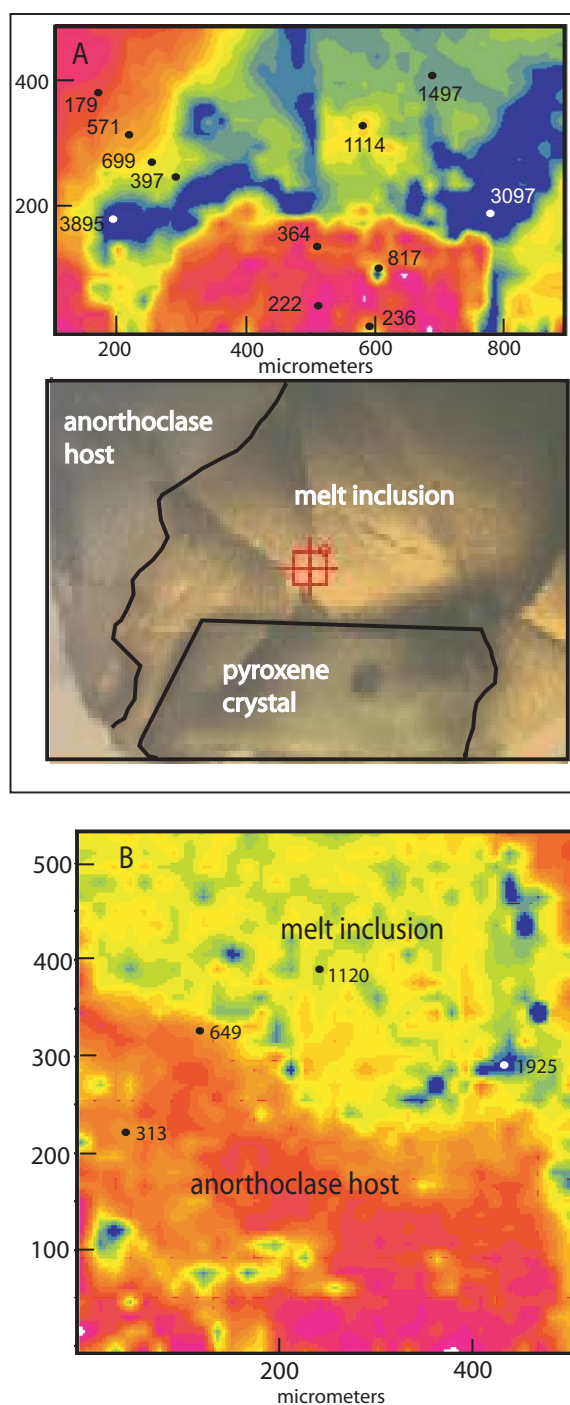 A
400
179
571
699
397
1497
1114
200
3895
3097
364
817
222
236
200
400
600
800
micrometers
anorthoclase
host
melt inclusion
pyroxene
crystal
B
500
melt inclusion
400
1120
649
300
1925
313
200
anorthoclase host
100
200
400
micrometers